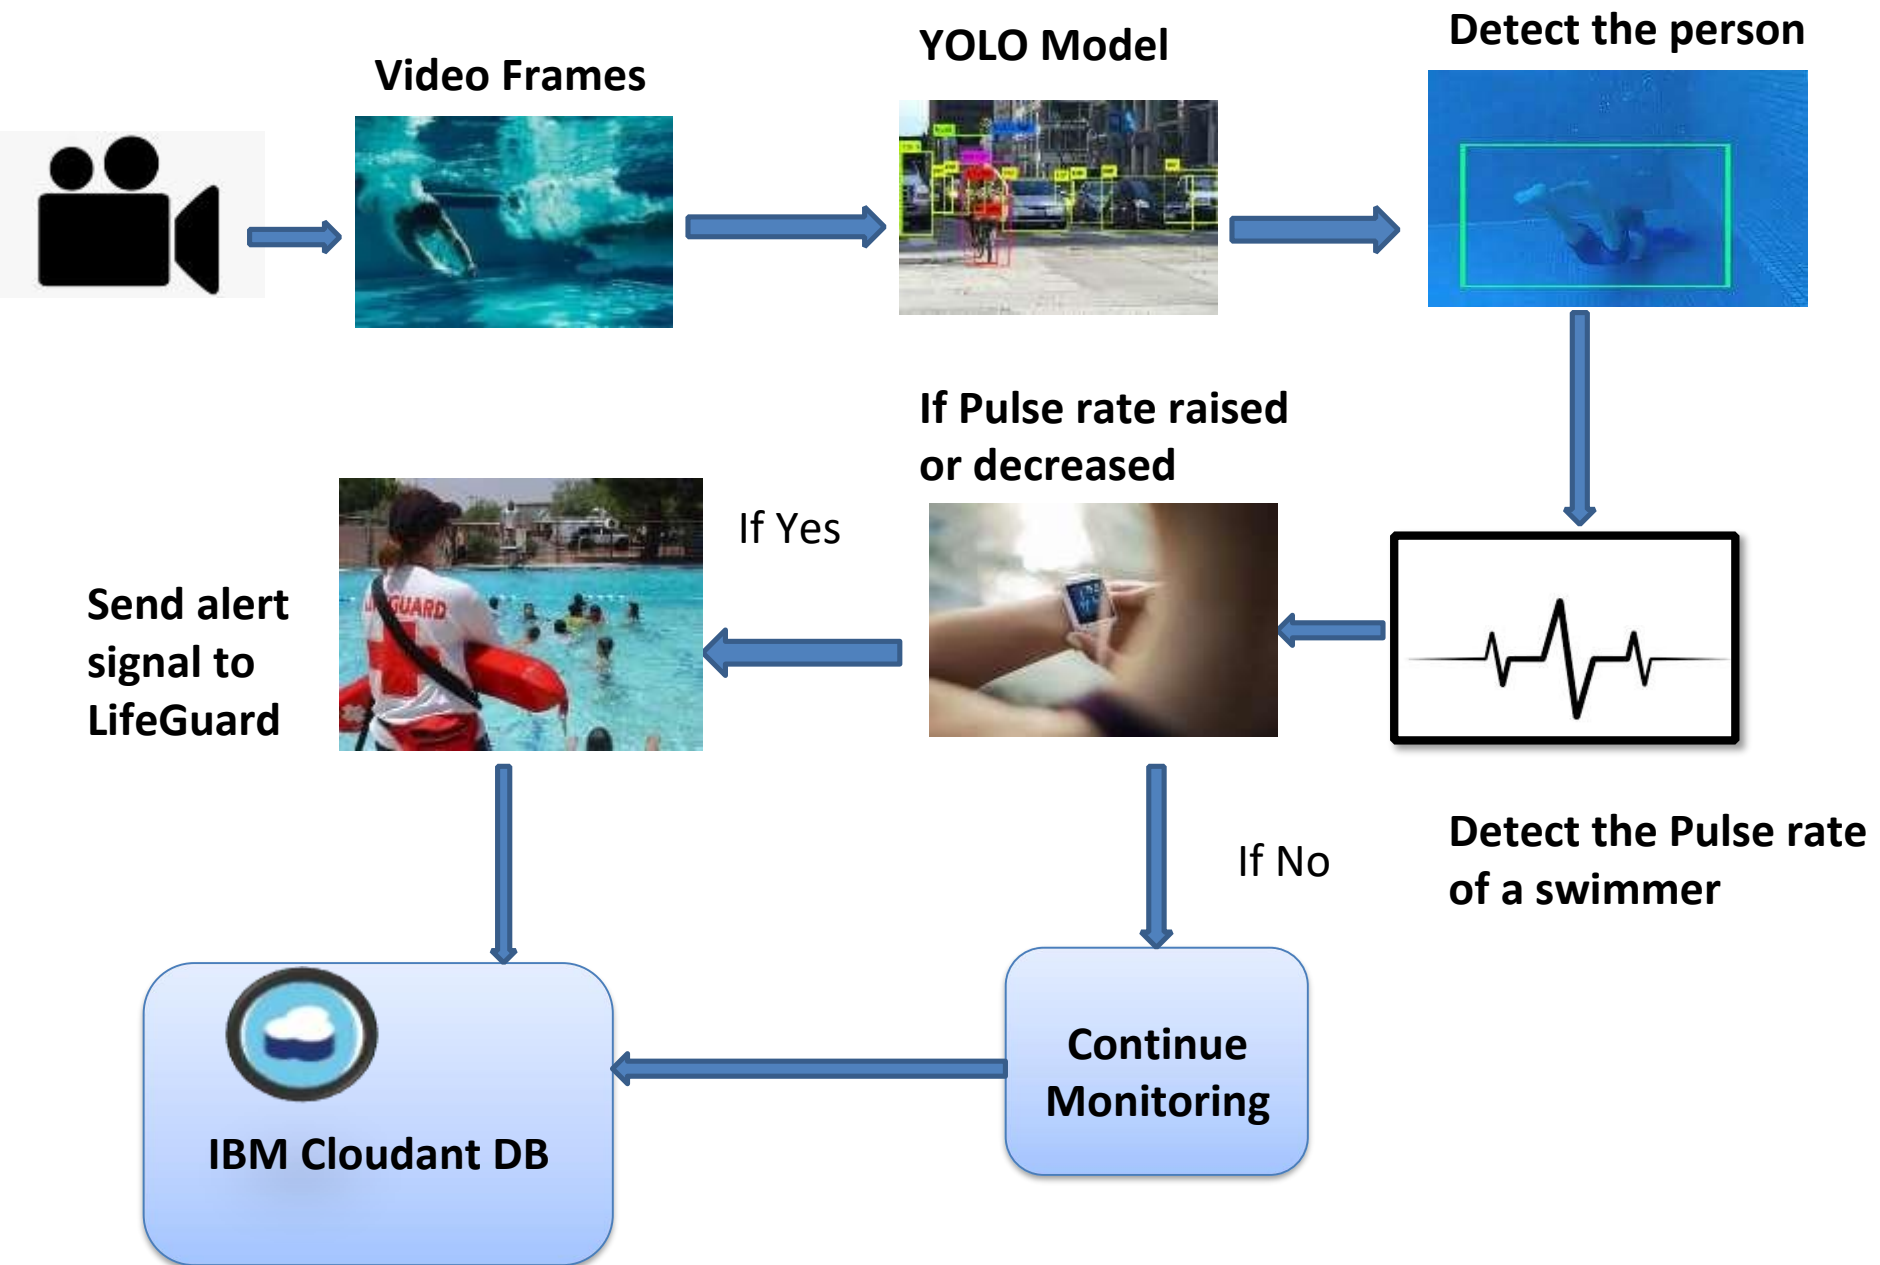 Video Frames
YOLO Model
Detect the person
If Pulse rate raised
or decreased
If Yes
Send alert
signal to
LifeGuard
GUARD
Detect the Pulse rate
of a swimmer
If No
Continue
Monitoring
IBM Cloudant DB